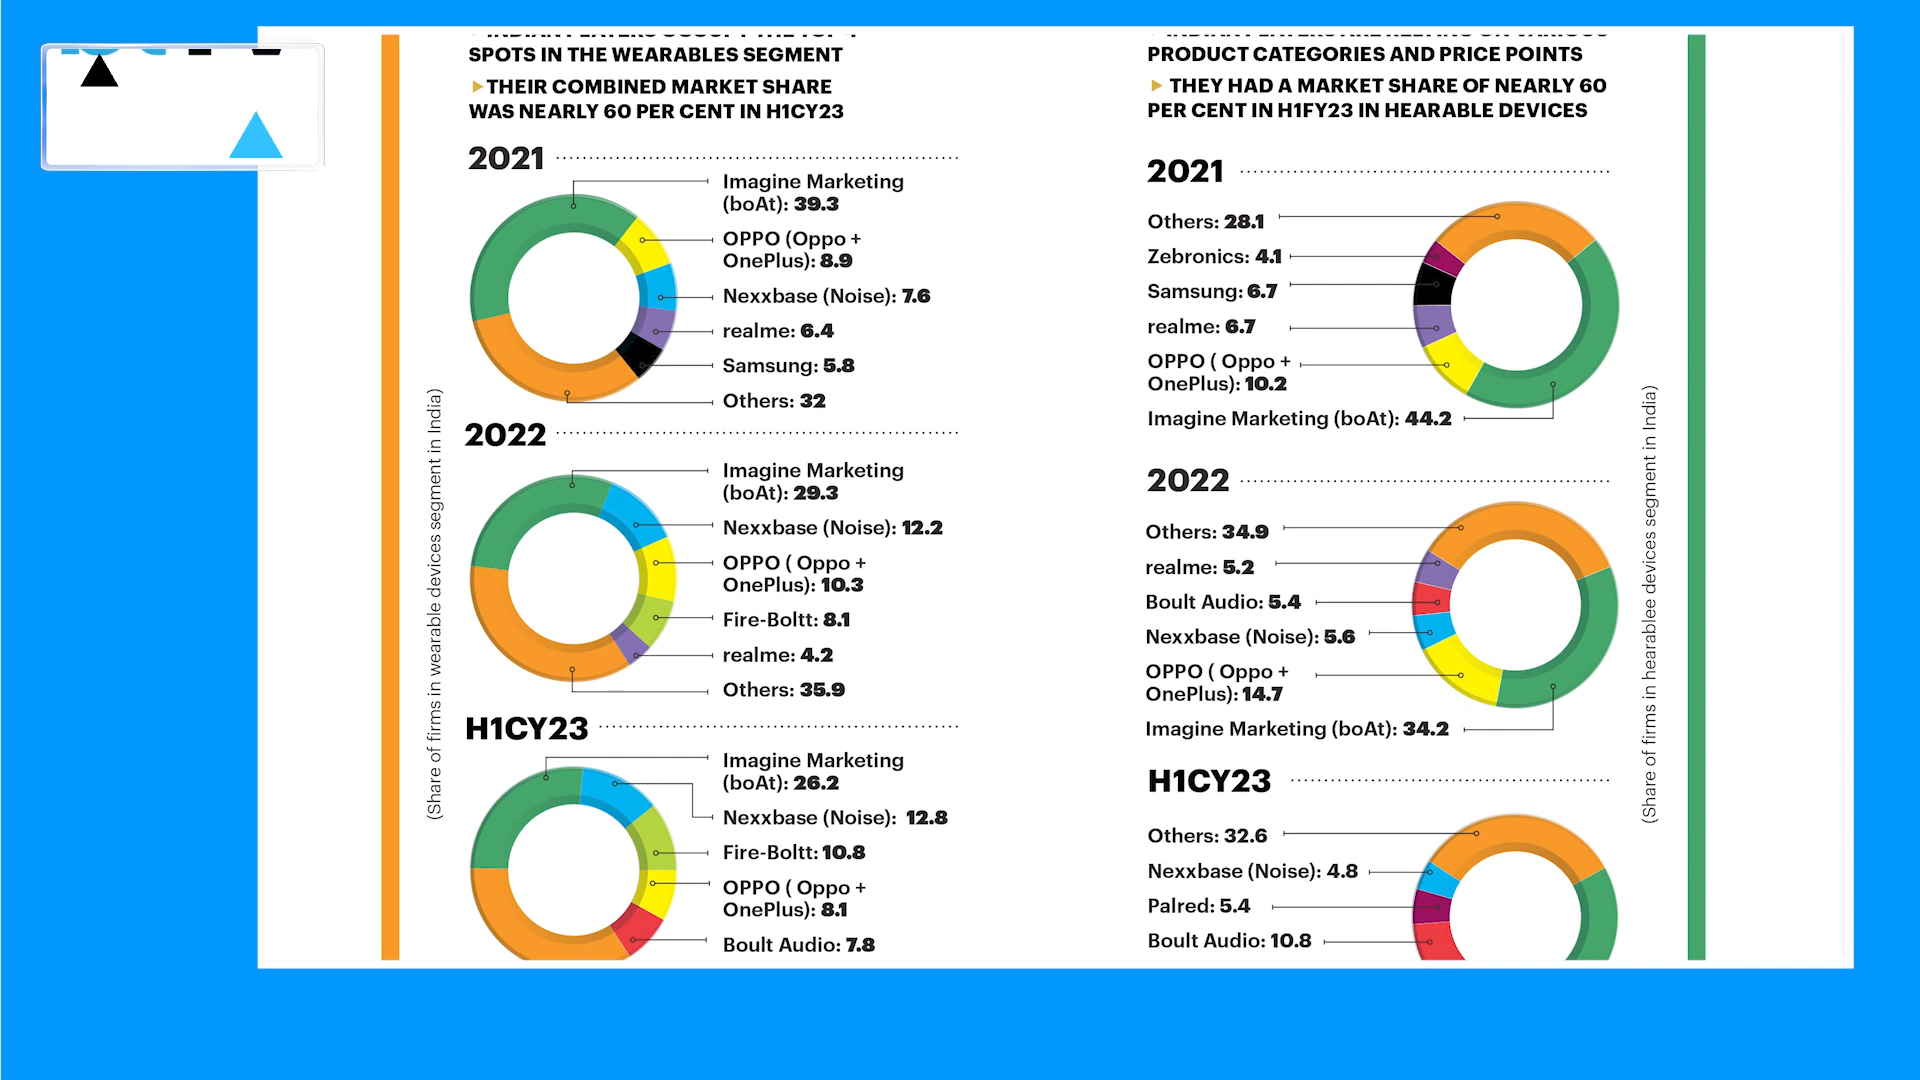 SPOTS IN THE WEARABLES SEGMENT
THEIR COMBINED MARKET SHARE
WAS NEARLY 60 PER CENT IN H1CY23
2021
Imagine Marketing
(boAt): 39.3
OPPO (Oppo +
OnePlus): 8.9
Nexxbase (Noise): 7.6
realme: 6.4
Samsung: 5.8
Others: 32
2022
Imagine Marketing
(boAt): 29.3
Nexxbase (Noise): 12.2
OPPO ( Oppo +
OnePlus): 10.3
Fire-Boltt: 8.1
realme: 4.2
Others: 35.9
H1CY23
Imagine Marketing
(boAt): 26.2
Nexxbase (Noise): 12.8
Fire-Boltt: 10.8
OPPO ( Oppo +
OnePlus): 8.1
Boult Audio: 7.8
(Share of firms in wearable devices segment in India)
PRODUCT CATEGORIES AND PRICE POINTS
THEY HAD A MARKET SHARE OF NEARLY 60
PER CENT IN H1FY23 IN HEARABLE DEVICES
2021
Others: 28.1
Zebronics: 4.1
Samsung: 6.7
realme: 6.7
OPPO ( Oppo +
OnePlus): 10.2
Imagine Marketing (boAt): 44.2
2022
Others: 34.9
realme: 5.2
Boult Audio: 5.4
Nexxbase (Noise): 5.6
OPPO ( Oppo +
OnePlus): 14.7
Imagine Marketing (boAt): 34.2
H1CY23
Others: 32.6
Nexxbase (Noise): 4.8
Palred: 5.4
Boult Audio: 10.8
(Share of firms in hearablee devices segment in India)